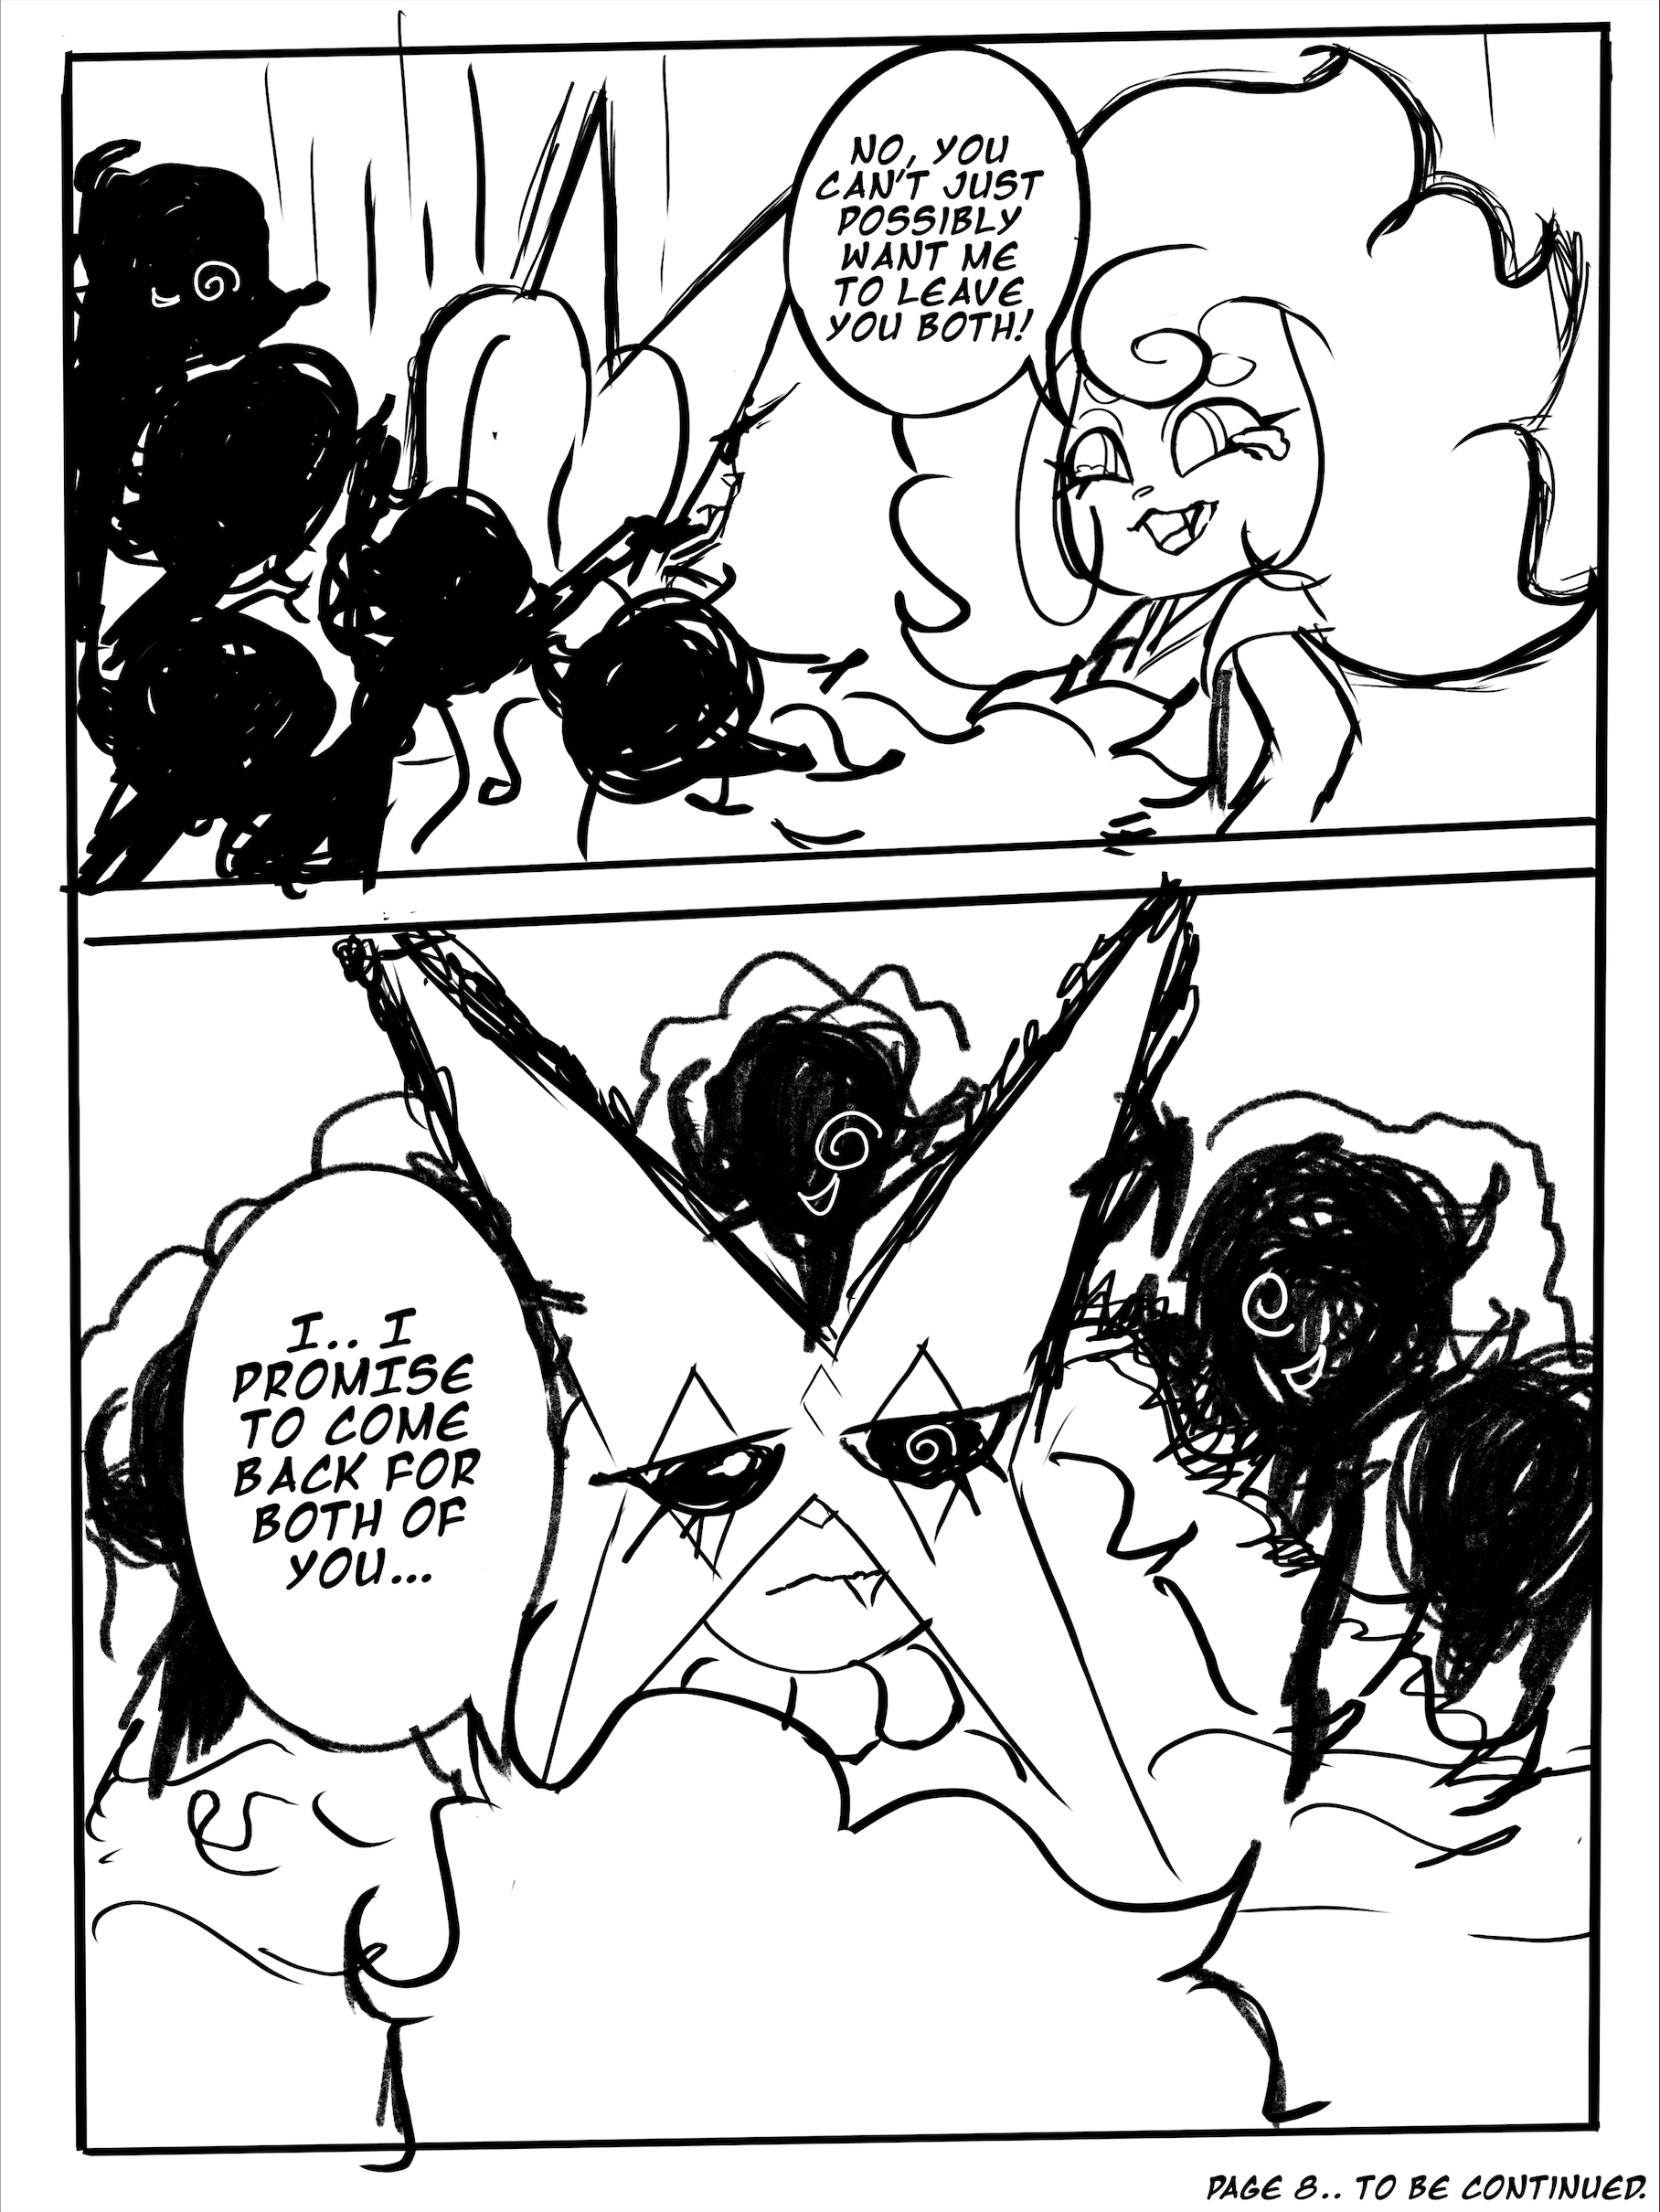 NO, YOU
CAN'T JUST
POSSIBLY
WANT ME
TO LEAVE
YOU BOTH!
I.. I
PROMISE
TO COME
BACK FOR
BOTH OF
YOU...
PAGE 8.. TO BE CONTINUED.